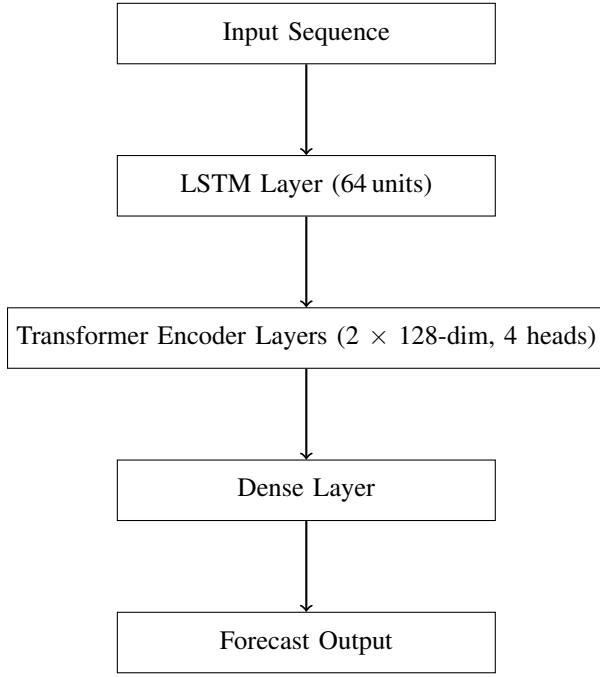 Input Sequence
LSTM Layer (64 units)
Transformer Encoder Layers (2 × 128-dim, 4 heads)
Dense Layer
Forecast Output